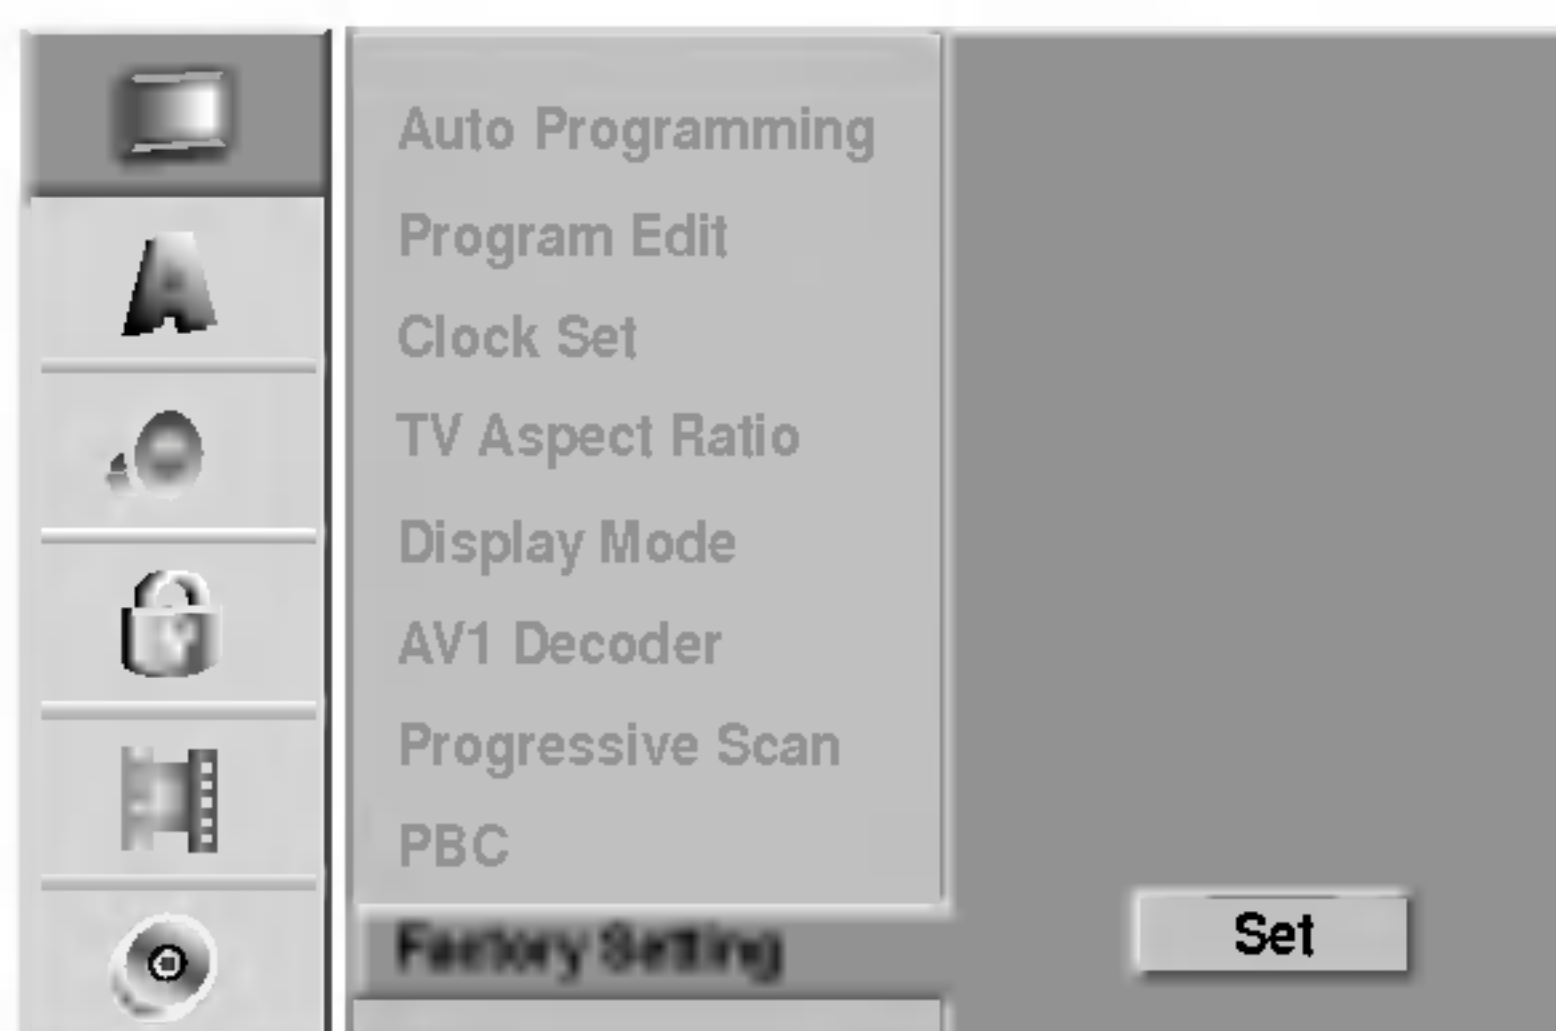 Auto Programming
Program Edit
Clock Set
TV Aspect Ratio
Display Mode
AV1 Decoder
Progressive Scan
PBC
Factory Setting
Set